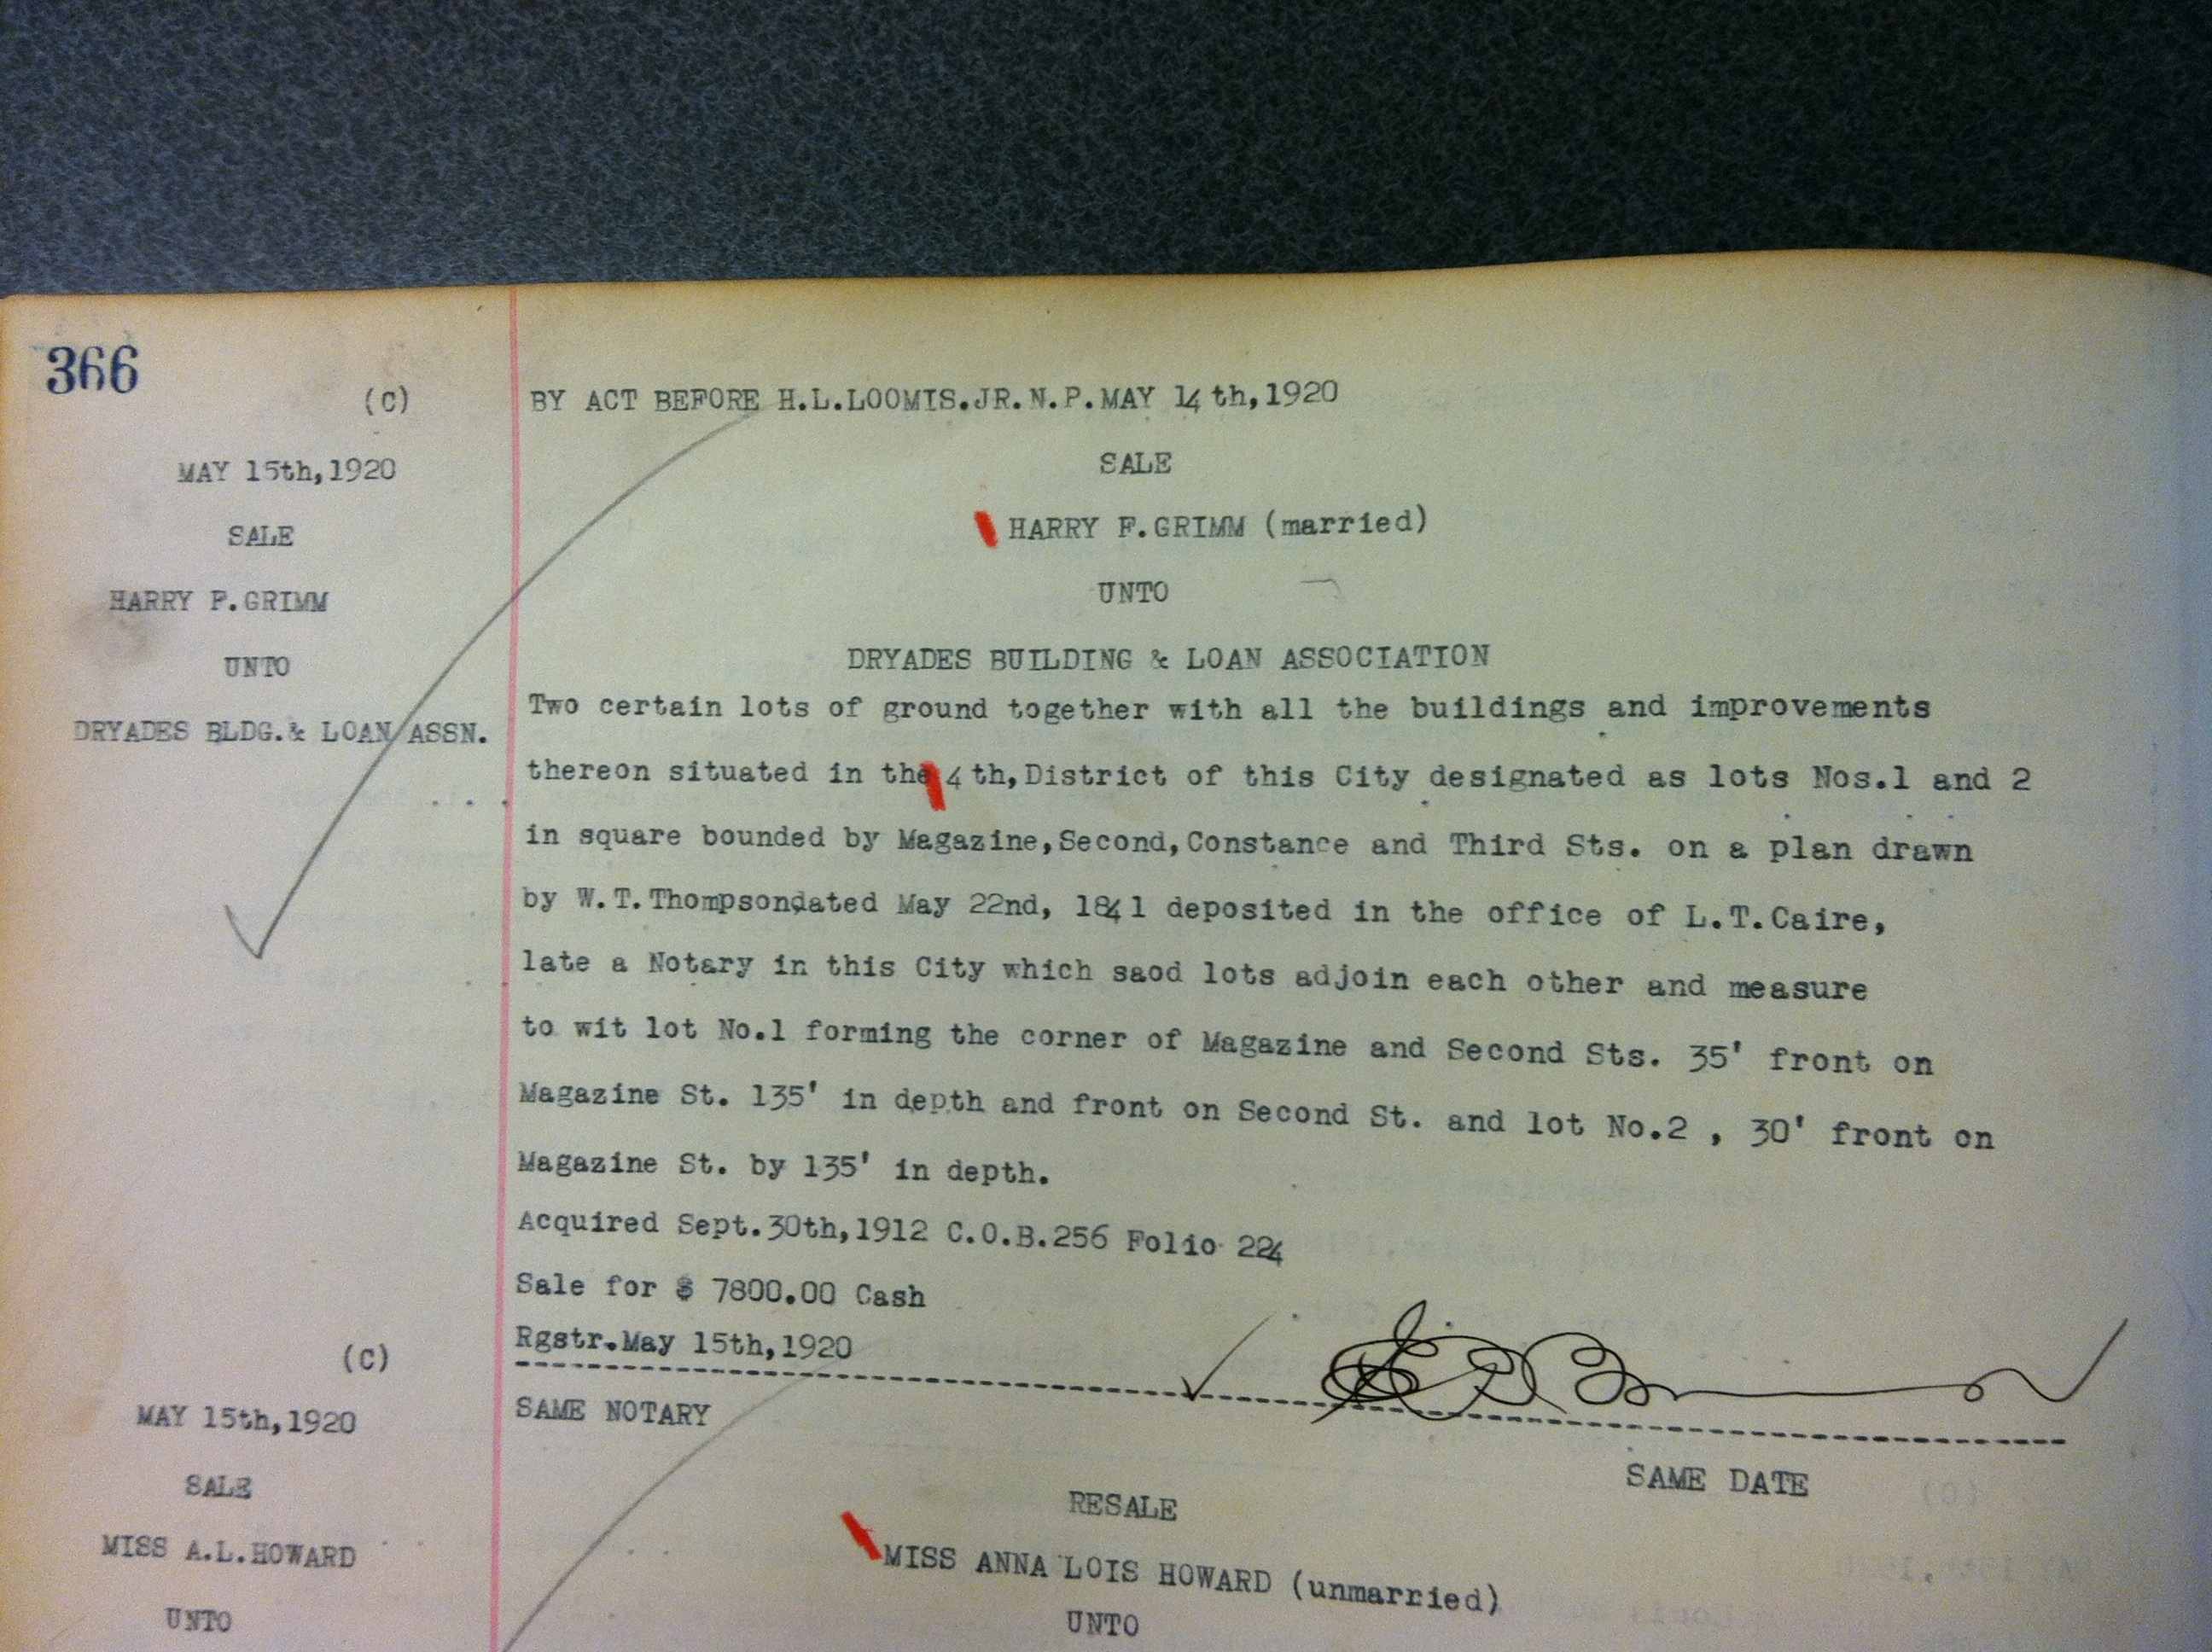 366
(C)
MAY 15th,1920
SALE
HARRY F.GRIMM
UNTO
DRYADES BLDG.& LOAN ASSN.
BY ACT BEFORE H.L.LOOMIS.JR.N.P.MAY 14th,1920
SALE
HARRY F.GRIMM (married)
UNTO
DRYADES BUILDING & LOAN ASSOCIATION
Two certain lots of ground together with all the buildings and improvements
thereon situated in the 4th,District of this City designated as lots Nos.1 and 2
in square bounded by Magazine,Second,Constance and Third Sts. on a plan drawn
by W.T.Thompsondated May 22nd, 1841 deposited in the office of L.T.Caire,
late a Notary in this City which saod lots adjoin each other and measure
to wit lot No.1 forming the corner of Magazine and Second Sts. 35' front on
Magazine St. 135' in depth and front on Second St. and lot No.2 , 30' front on
Magazine St. by 135' in depth.
Acquired Sept.30th,1912 C.O.B.256 Folio 224
Sale for $ 7800.00 Cash
Rgstr.May 15th,1920
(C)
MAY 15th,1920
SALE
MISS A.L.HOWARD
UNTO
SAME NOTARY
SAME DATE
RESALE
MISS ANNA LOIS HOWARD (unmarried)
UNTO